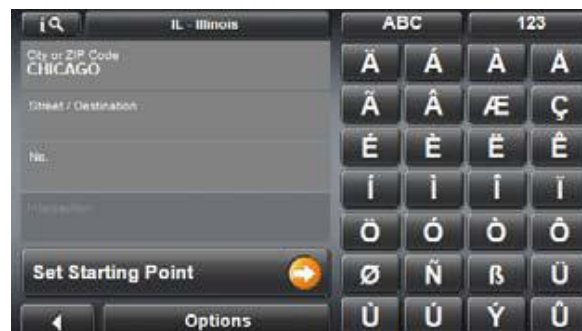 i IL - Illinois
City or ZIP Code
CHICAGO
Street / Destination
No.
Intersection
Set Starting Point
Options
ABC 123
Ä Á À Å
Ã Â Æ Ç
É È Ë Ê
Í Ì Î Ï
Ö Ó Ò Ô
Ø Ñ ß Ü
Ù Ú Ý Û